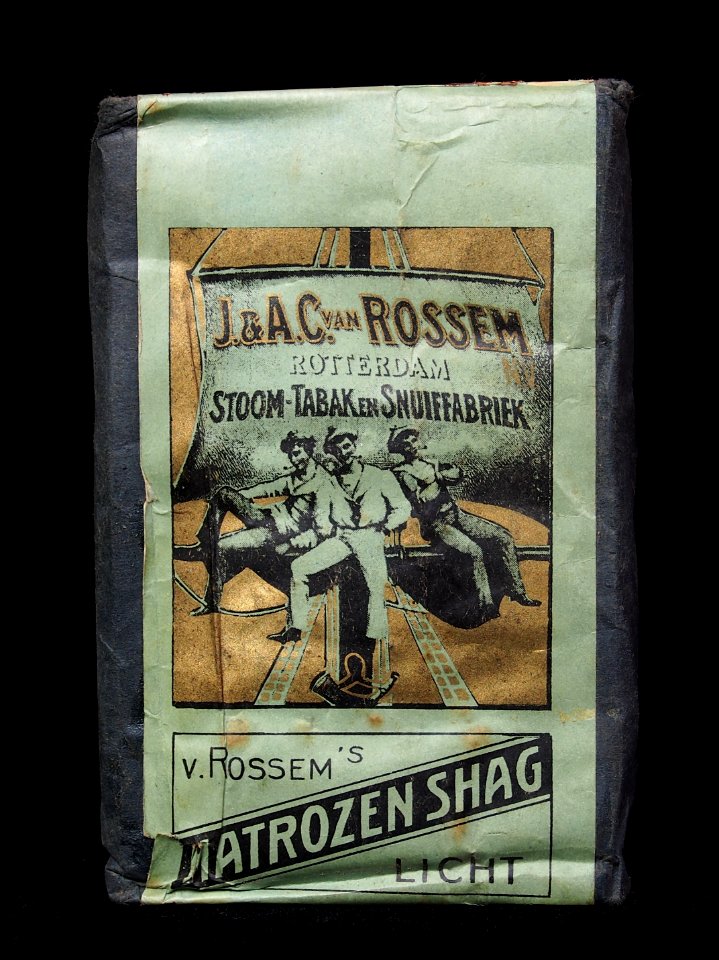 J. & A.C. VAN ROSSEM
ROTTERDAM
STOOM-TABAK EN SNUIFFABRIEK
V. ROSSEM'S
MATROZEN SHAG
LICHT